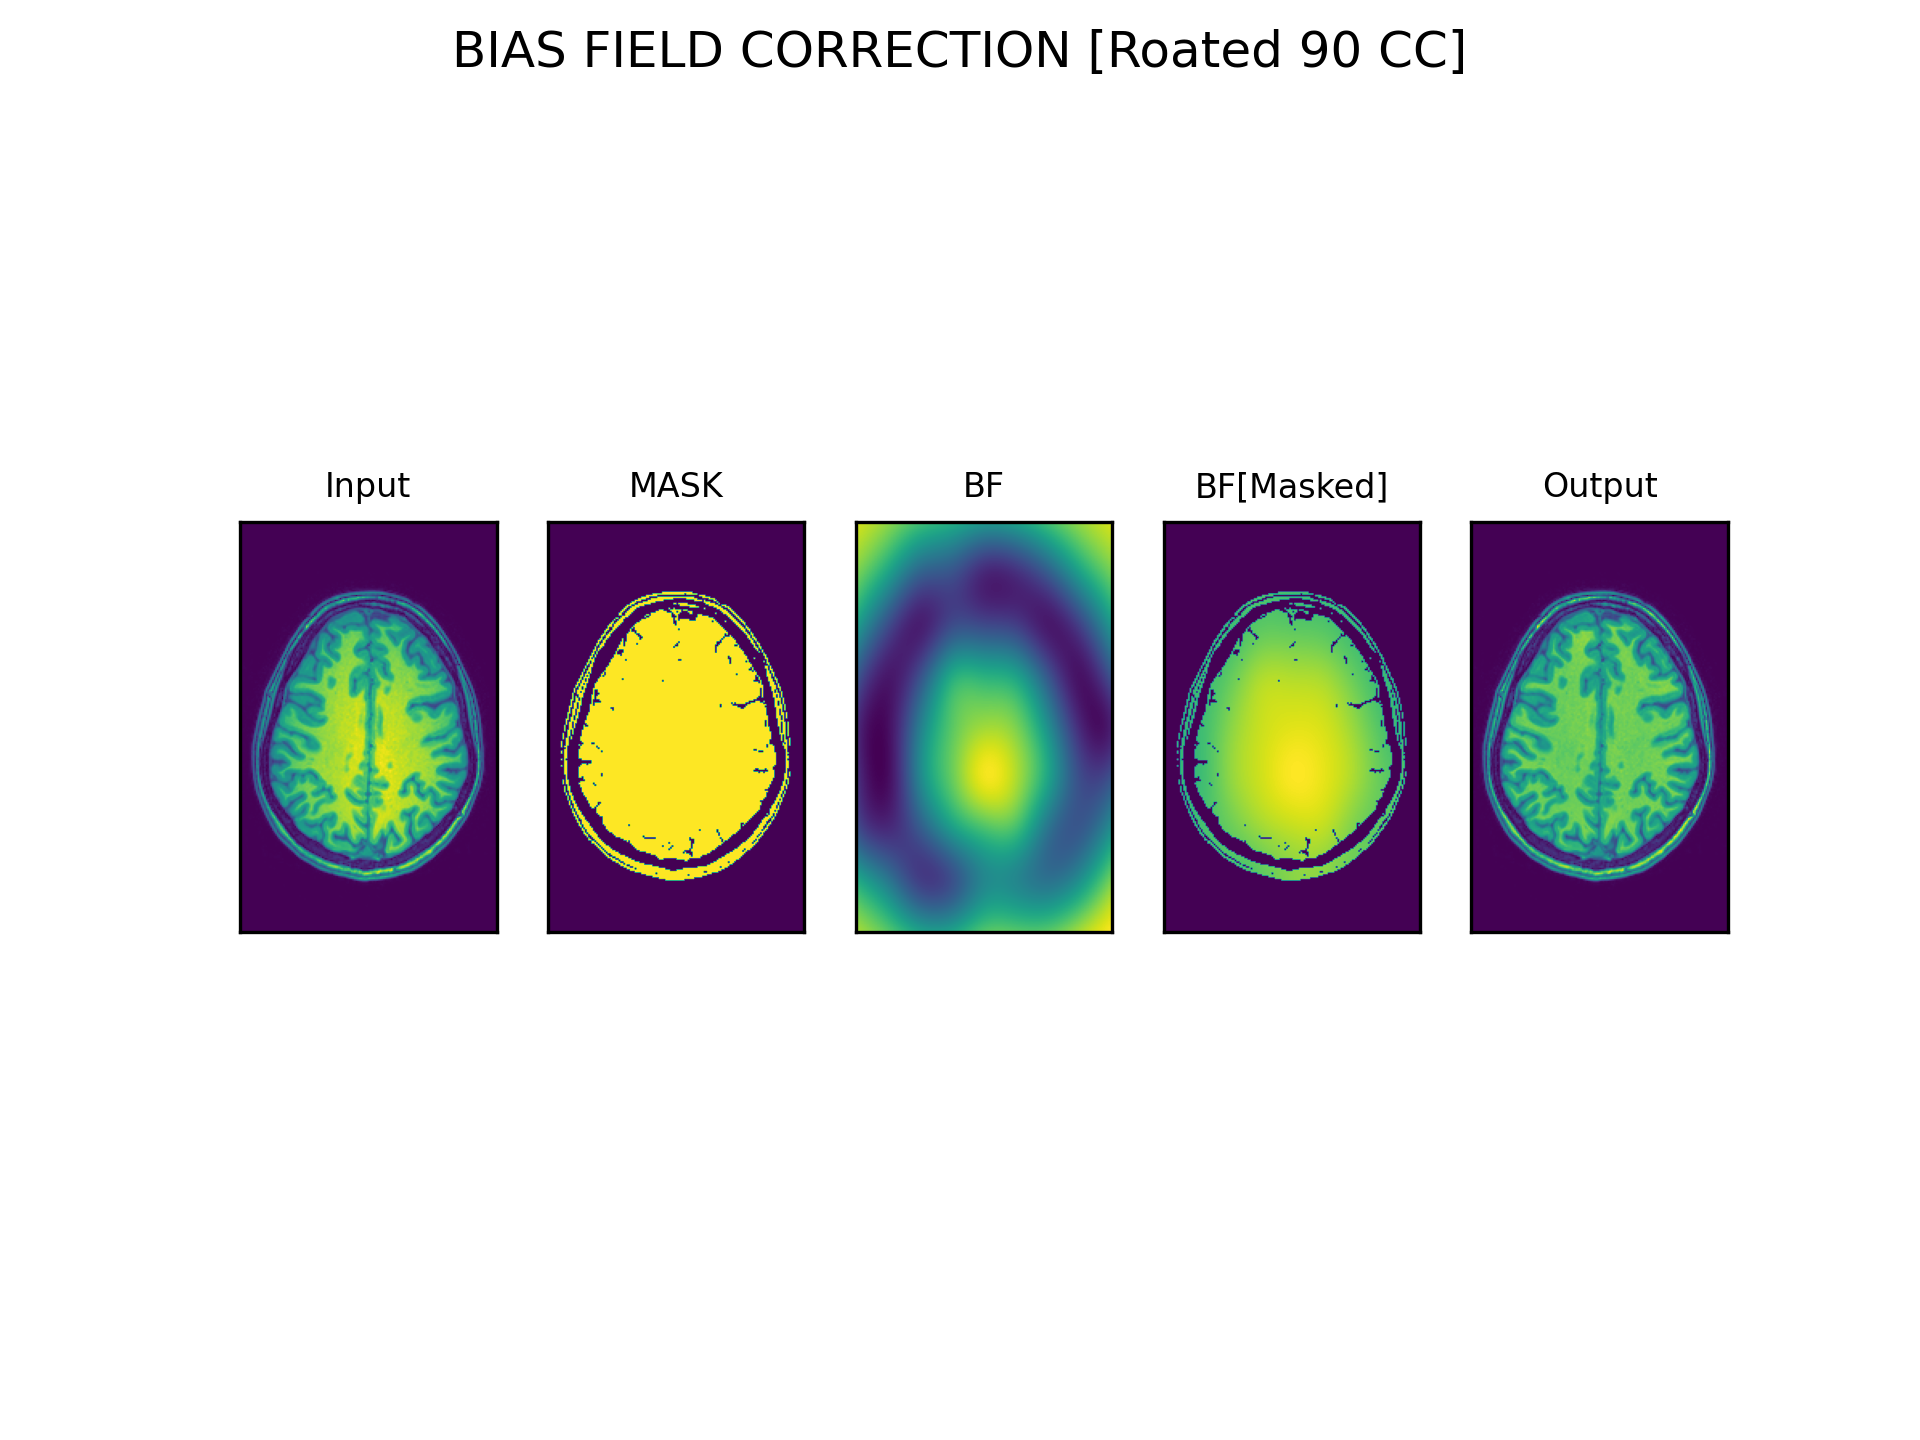 BIAS FIELD CORRECTION [Roated 90 CC]
Input
MASK
BF
BF[Masked]
Output